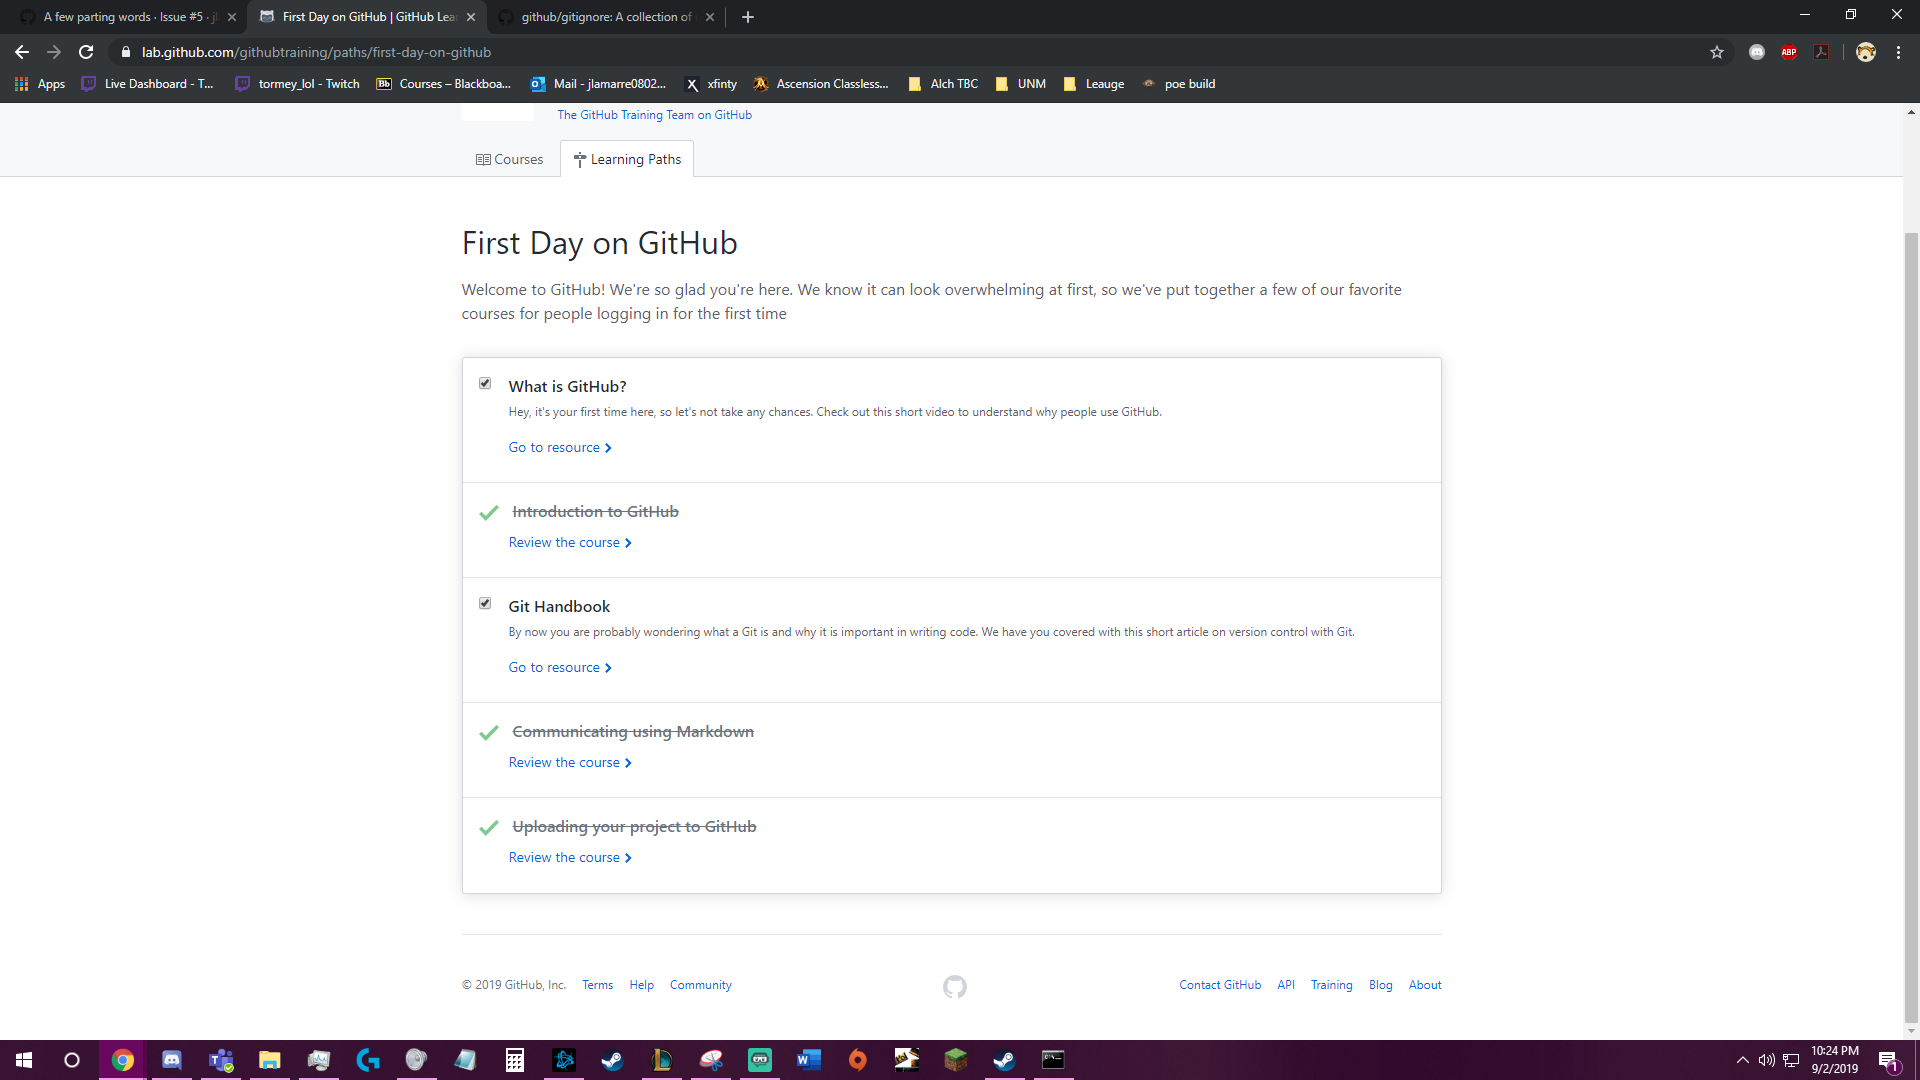 A few parting words · Issue #5 · j
First Day on GitHub | GitHub Lea
github/gitignore: A collection of
lab.github.com/githubtraining/paths/first-day-on-github
ABP
Apps
Live Dashboard - T...
tormey_lol - Twitch
Bb
Courses – Blackboa...
Mail - jlamarre0802...
X
xfinty
Ascension Classless...
Alch TBC
UNM
Leauge
poe build
The GitHub Training Team on GitHub
Courses
Learning Paths
First Day on GitHub
Welcome to GitHub! We're so glad you're here. We know it can look overwhelming at first, so we've put together a few of our favorite
courses for people logging in for the first time
What is GitHub?
Hey, it's your first time here, so let's not take any chances. Check out this short video to understand why people use GitHub.
Go to resource
Introduction to GitHub
Review the course
Git Handbook
By now you are probably wondering what a Git is and why it is important in writing code. We have you covered with this short article on version control with Git.
Go to resource
Communicating using Markdown
Review the course
Uploading your project to GitHub
Review the course
© 2019 GitHub, Inc. Terms Help Community
Contact GitHub API Training Blog About
10:24 PM
9/2/2019
1